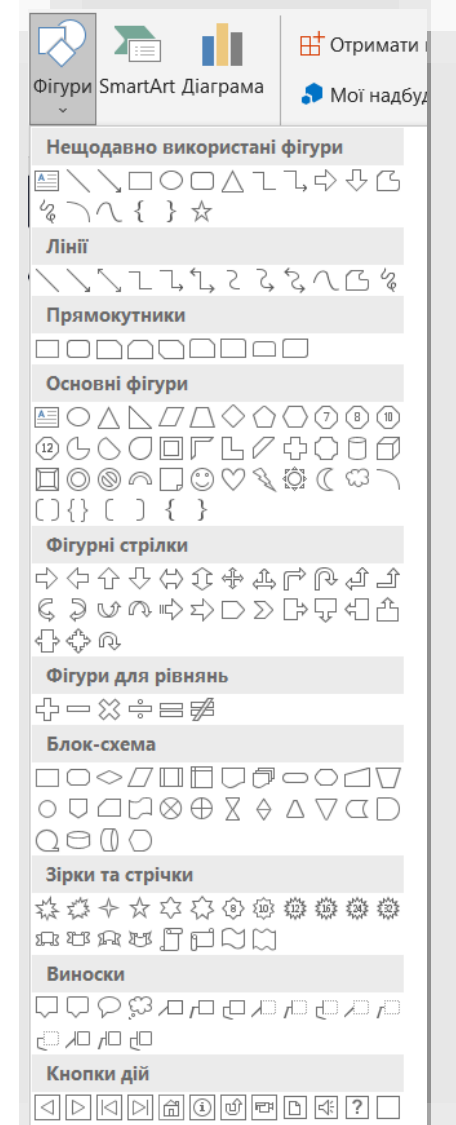 Отримати
Фігури SmartArt Діаграма
Мої надбуд
Нещодавно використані фігури
Лінії
Прямокутники
Основні фігури
7 8 10
12
Фігурні стрілки
Фігури для рівнянь
Блок-схема
Зірки та стрічки
8 10 12 16 24 32
Виноски
Кнопки дій